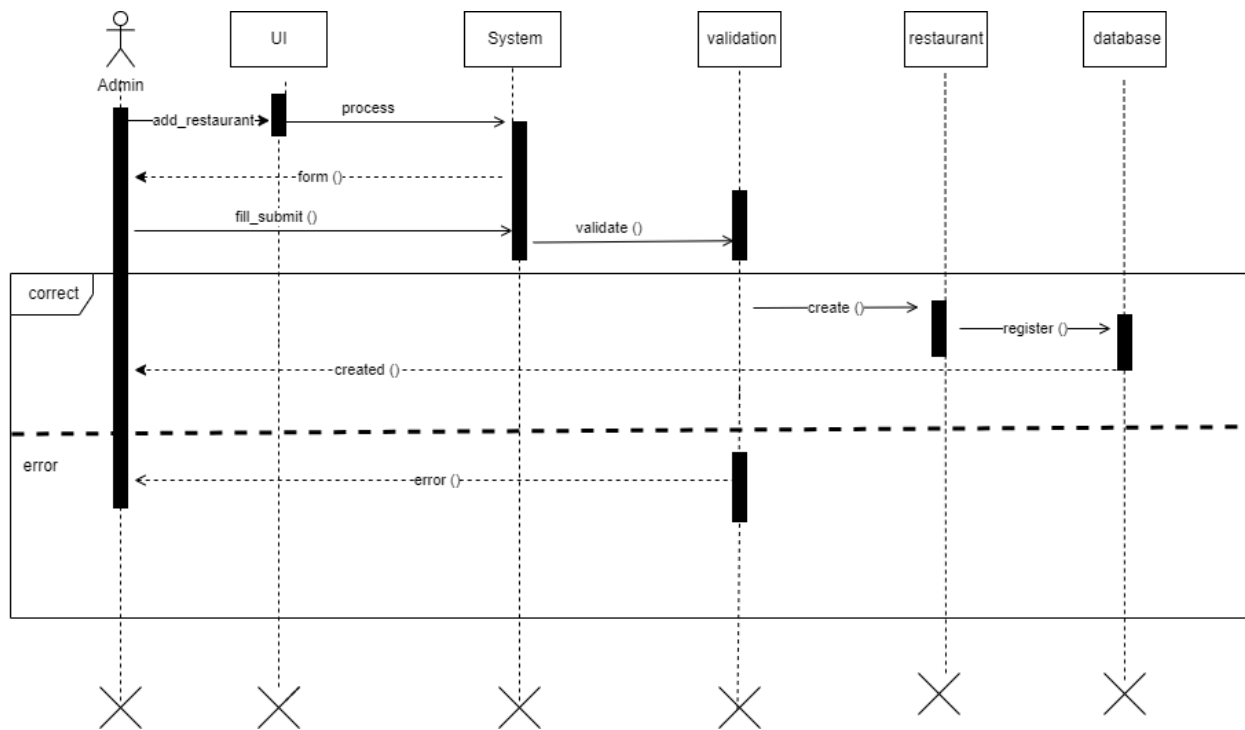 UI
System
validation
restaurant
database
Admin
add_restaurant
process
form ()
fill_submit ()
validate ()
correct
create ()
register ()
created ()
error
error ()